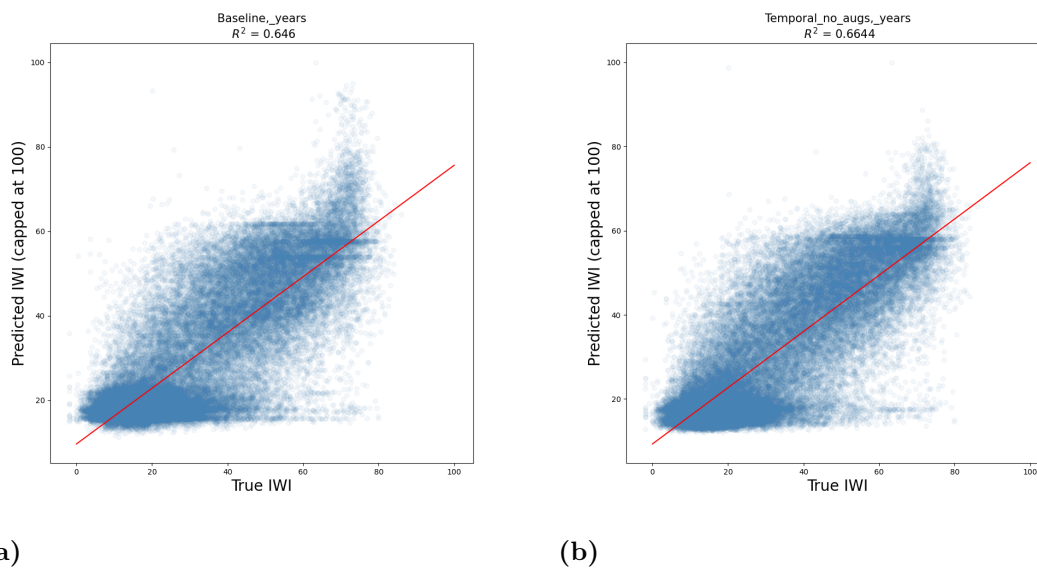 Baseline,_years
R² = 0.646
100
80
60
40
20
Predicted IWI (capped at 100)
0 20 40 60 80 100
True IWI
a)
Temporal_no_augs,_years
R² = 0.6644
100
80
60
40
20
Predicted IWI (capped at 100)
0 20 40 60 80 100
True IWI
(b)